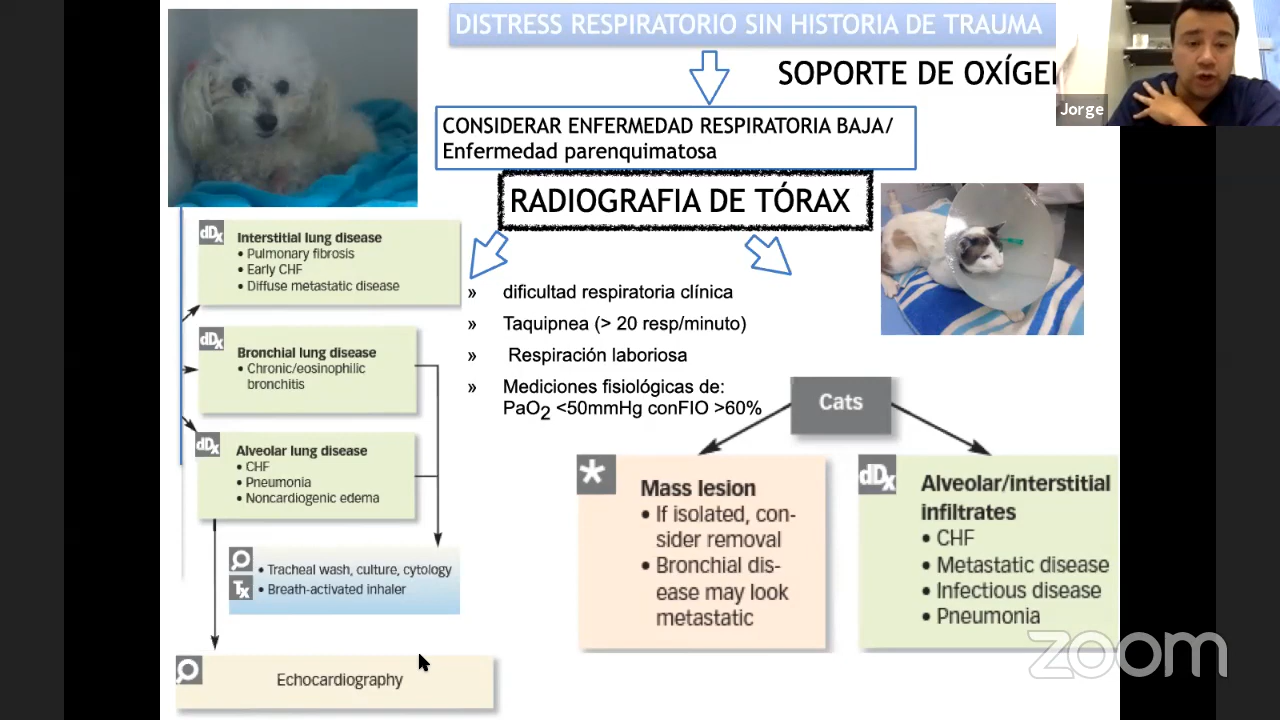 DISTRESS RESPIRATORIO SIN HISTORIA DE TRAUMA
SOPORTE DE
Jorge
CONSIDERAR ENFERMEDAD RESPIRATORIA BAJA/
Enfermedad parenquimatosa
RADIOGRAFIA DE TÓRAX
dDx
Interstitial lung disease
• Pulmonary fibrosis
• Early CHF
• Diffuse metastatic disease
dDx
Bronchial lung disease
• Chronic/eosinophilic
bronchitis
dDx
Alveolar lung disease
• CHF
• Pneumonia
• Noncardiogenic edema
• Tracheal wash, culture, cytology
Tx
• Breath-activated inhaler
Echocardiography
» dificultad respiratoria clínica
» Taquipnea (> 20 resp/minuto)
» Respiración laboriosa
» Mediciones fisiológicas de:
PaO2 <50mmHg conFIO >60%
Cats
*
Mass lesion
• If isolated, con-
sider removal
• Bronchial dis-
ease may look
metastatic
dDx
Alveolar/interstitial
infiltrates
• CHF
• Metastatic disease
• Infectious disease
• Pneumonia
zoom